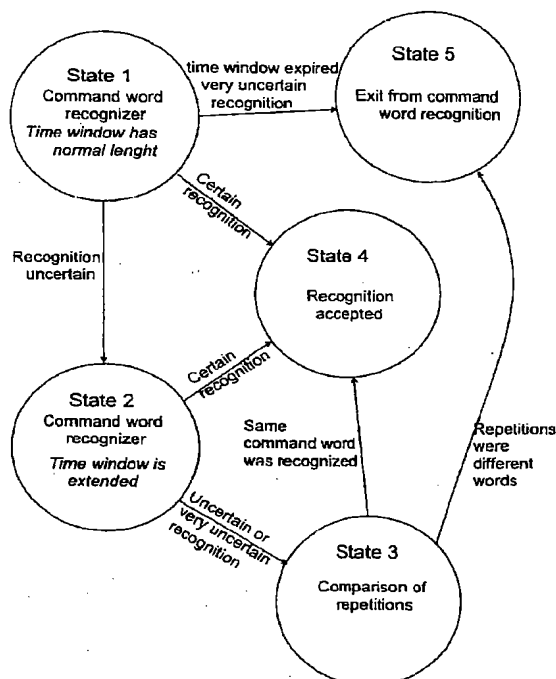 State 1
Command word
recognizer
Time window has
normal lenght
time window expired
very uncertain
recognition
State 5
Exit from command
word recognition
Certain
recognition
Recognition
uncertain
State 4
Recognition
accepted
State 2
Command word
recognizer
Time window is
extended
Certain
recognition
Same
command word
was recognized
Repetitions
were
different
words
Uncertain or
very uncertain
recognition
State 3
Comparison of
repetitions